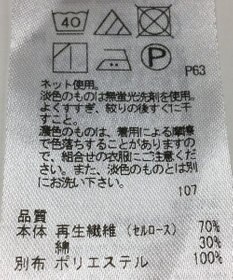 40
P
P63
ネット使用。
淡色のものは無蛍光洗剤を使用。
よくすすぎ、絞りの後すぐに干
すこと。
濃色のものは、着用による摩擦
で色落ちすることがありますの
で、組合せの衣服にご注意くだ
さい。また、淡色のものとは別
にお洗い下さい。
107
品質
本体 再生繊維（セルロース） 70%
綿 30%
別布 ポリエステル 100%